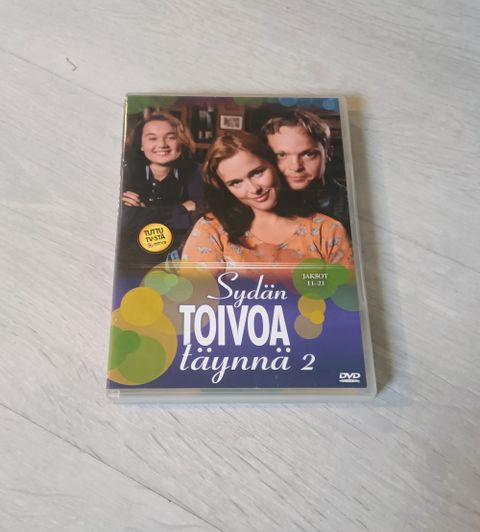 TUTTU
TV:STÄ
JAKSOT
11–21
Sydän
TOIVOA
täynnä 2
DVD